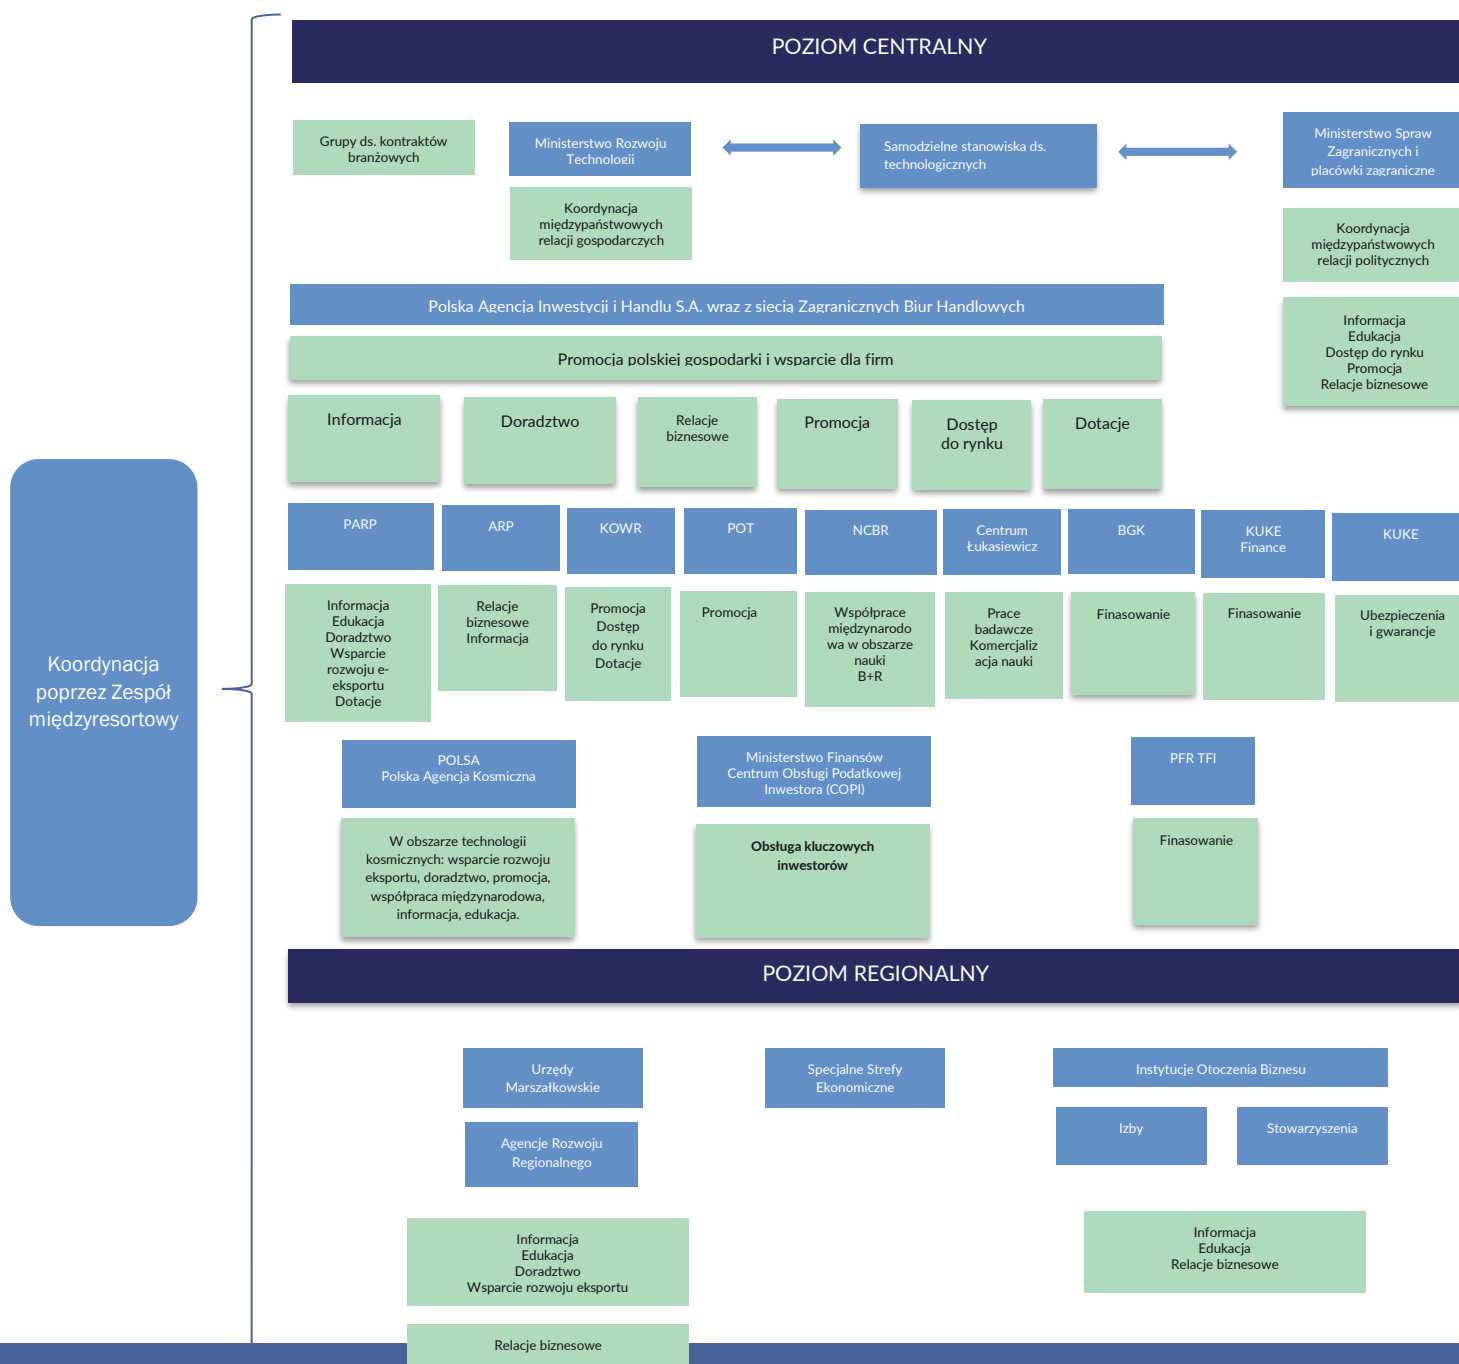 POZIOM CENTRALNY
Grupy ds. kontraktów
branżowych
Ministerstwo Rozwoju
Technologii
Samodzielne stanowiska ds.
technologicznych
Ministerstwo Spraw
Zagranicznych i
placówki zagraniczne
Koordynacja
międzypaństwowych
relacji gospodarczych
Koordynacja
międzypaństwowych
relacji politycznych
Polska Agencja Inwestycji i Handlu S.A. wraz z siecią Zagranicznych Biur Handlowych
Promocja polskiej gospodarki i wsparcie dla firm
Informacja
Edukacja
Dostęp do rynku
Promocja
Relacje biznesowe
Informacja
Doradztwo
Relacje
biznesowe
Promocja
Dostęp
do rynku
Dotacje
Koordynacja
poprzez Zespół
międzyresortowy
PARP
ARP
KOWR
POT
NCBR
Centrum
Łukasiewicz
BGK
KUKE
Finance
KUKE
Informacja
Edukacja
Doradztwo
Wsparcie
rozwoju e-
eksportu
Dotacje
Relacje
biznesowe
Informacja
Promocja
Dostęp
do rynku
Dotacje
Promocja
Współprace
międzynarodo
wa w obszarze
nauki
B+R
Prace
badawcze
Komercjaliz
acja nauki
Finasowanie
Finasowanie
Ubezpieczenia
i gwarancje
POLSA
Polska Agencja Kosmiczna
Ministerstwo Finansów
Centrum Obsługi Podatkowej
Inwestora (COPI)
PFR TFI
W obszarze technologii
kosmicznych: wsparcie rozwoju
eksportu, doradztwo, promocja,
współpraca międzynarodowa,
informacja, edukacja.
Obsługa kluczowych
inwestorów
Finasowanie
POZIOM REGIONALNY
Urzędy
Marszałkowskie
Specjalne Strefy
Ekonomiczne
Instytucje Otoczenia Biznesu
Agencje Rozwoju
Regionalnego
Izby
Stowarzyszenia
Informacja
Edukacja
Doradztwo
Wsparcie rozwoju eksportu
Informacja
Edukacja
Relacje biznesowe
Relacje biznesowe